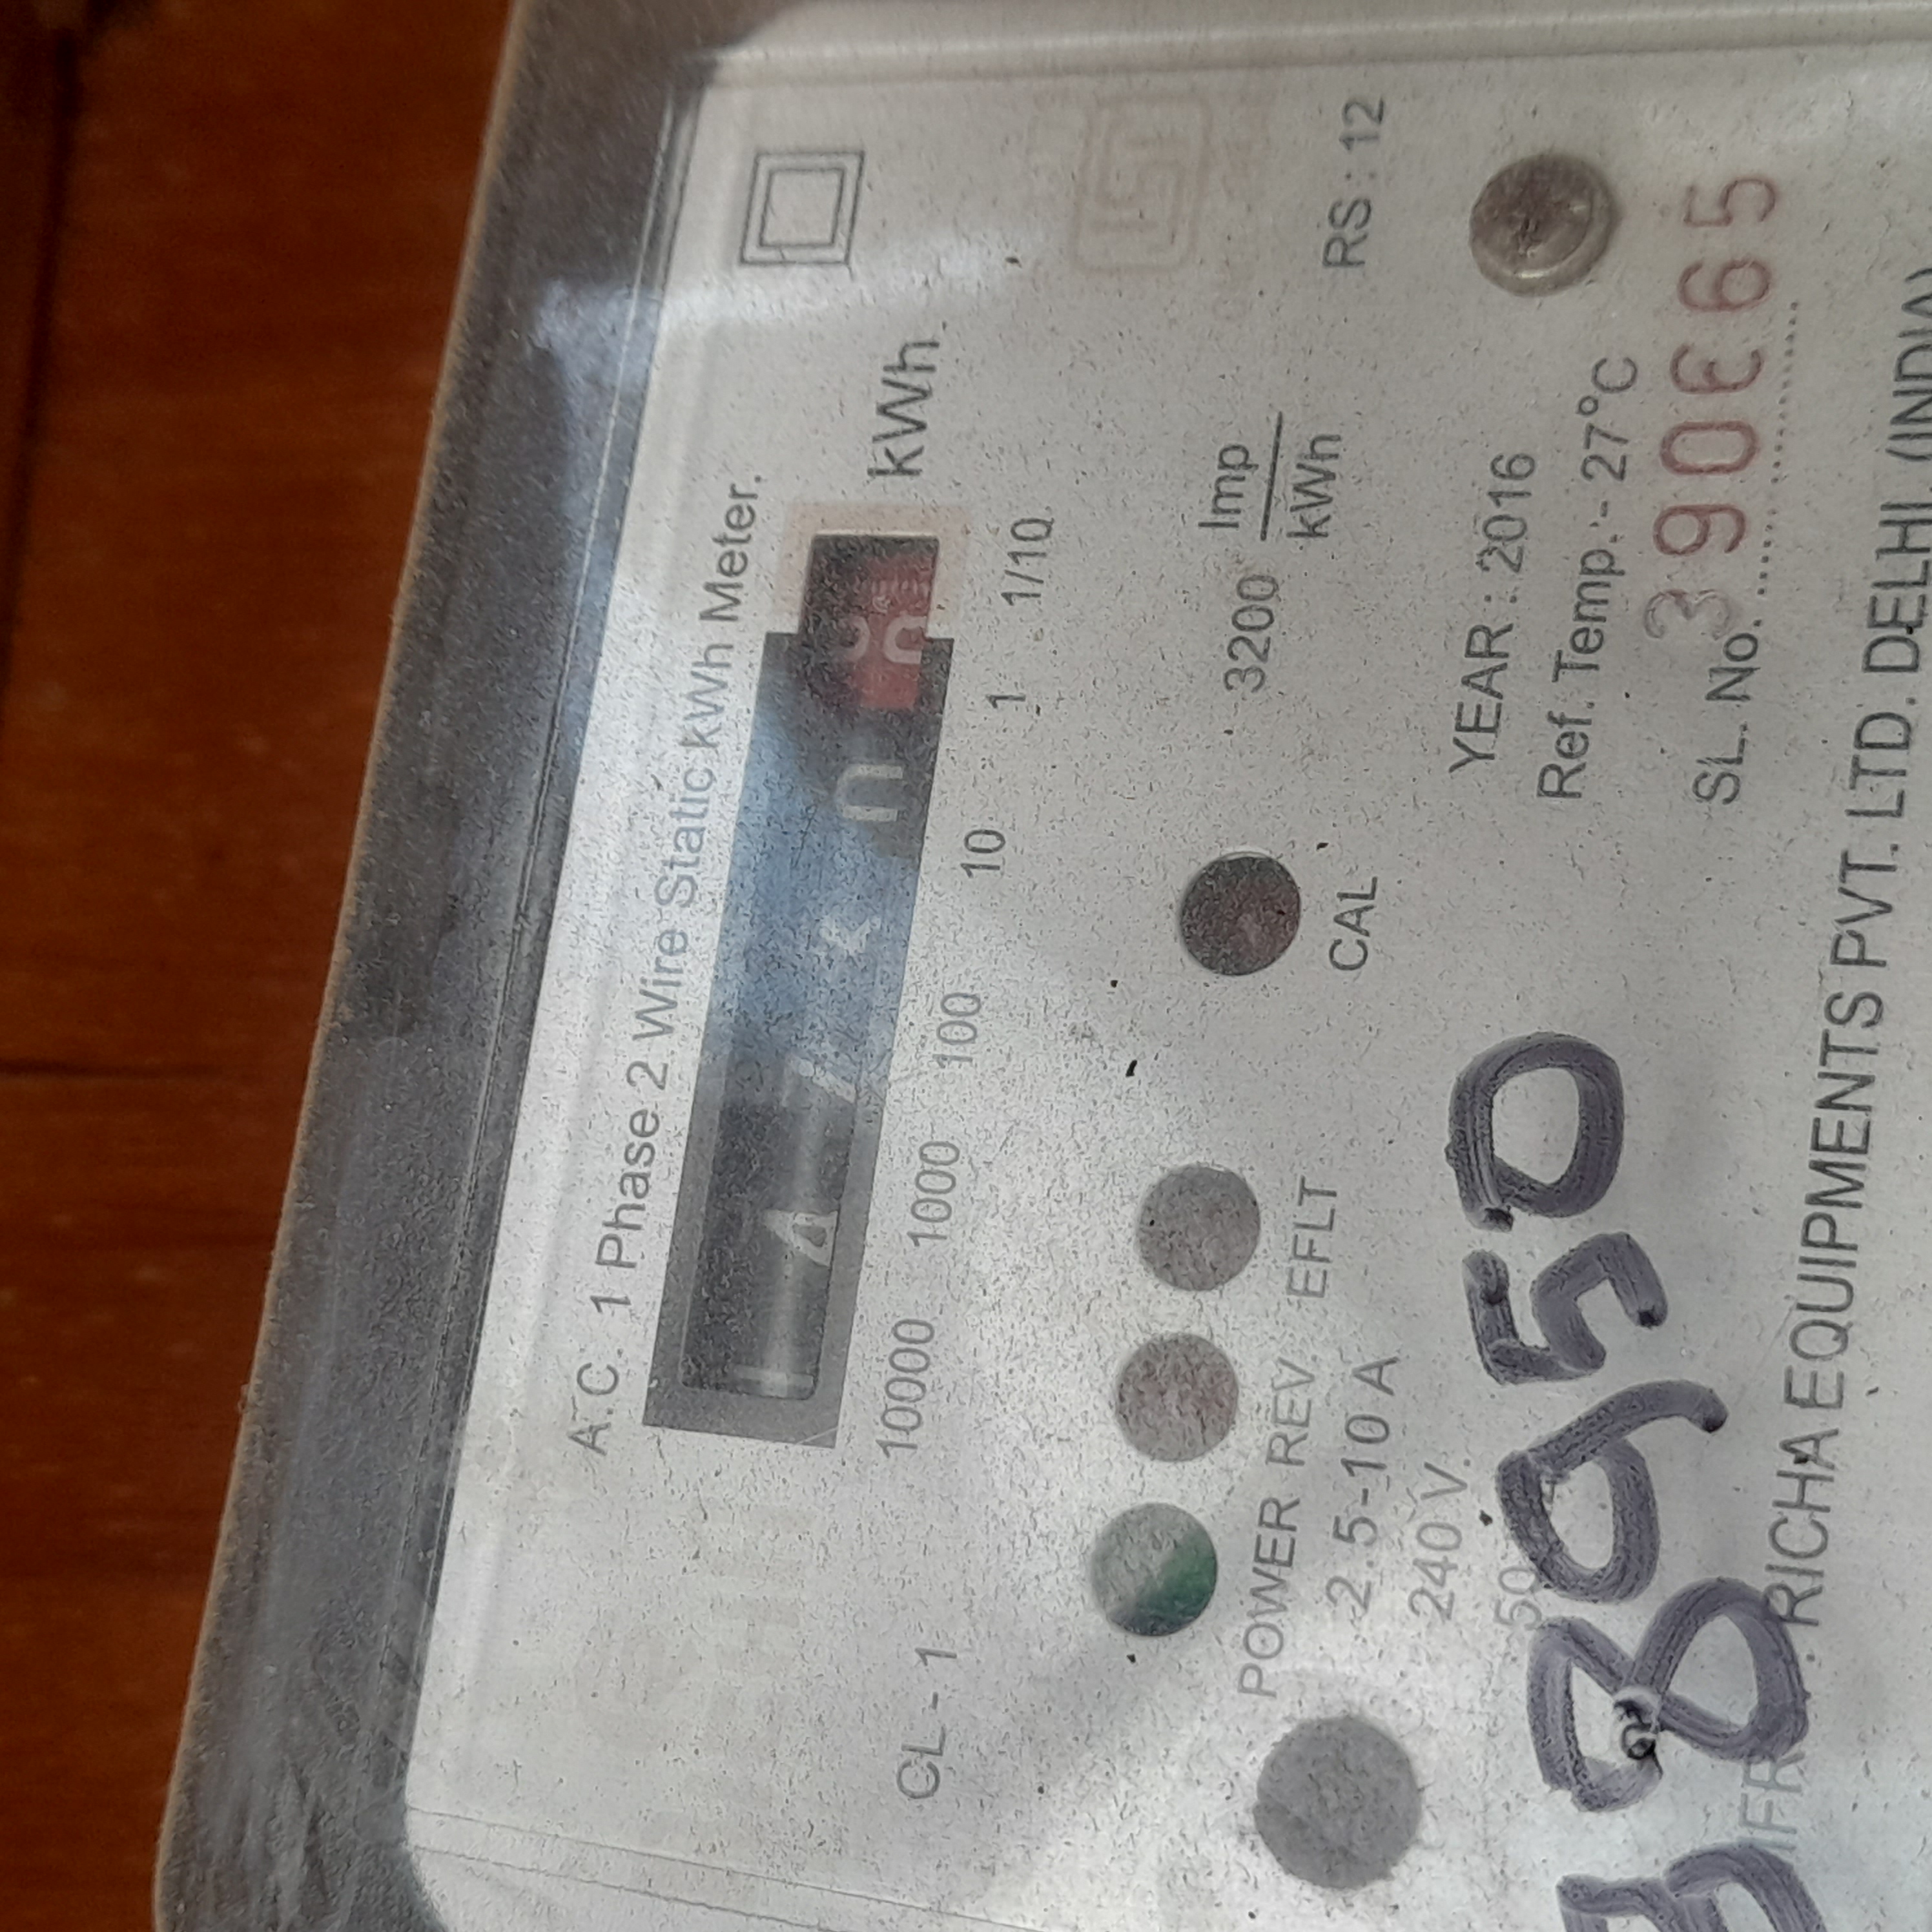 A.C. 1 Phase 2 Wire Static kWh Meter.
kWh
10000 1000 100 10 1 1/10
CL - 1
3200 Imp/kWh
RS : 12
POWER REV EFLT CAL
2.5-10 A
240 V.
50
YEAR : 2016
Ref. Temp.:- 27°C
SL. No. 390665
8950
RICHA EQUIPMENTS PVT. LTD. DELHI (INDIA)